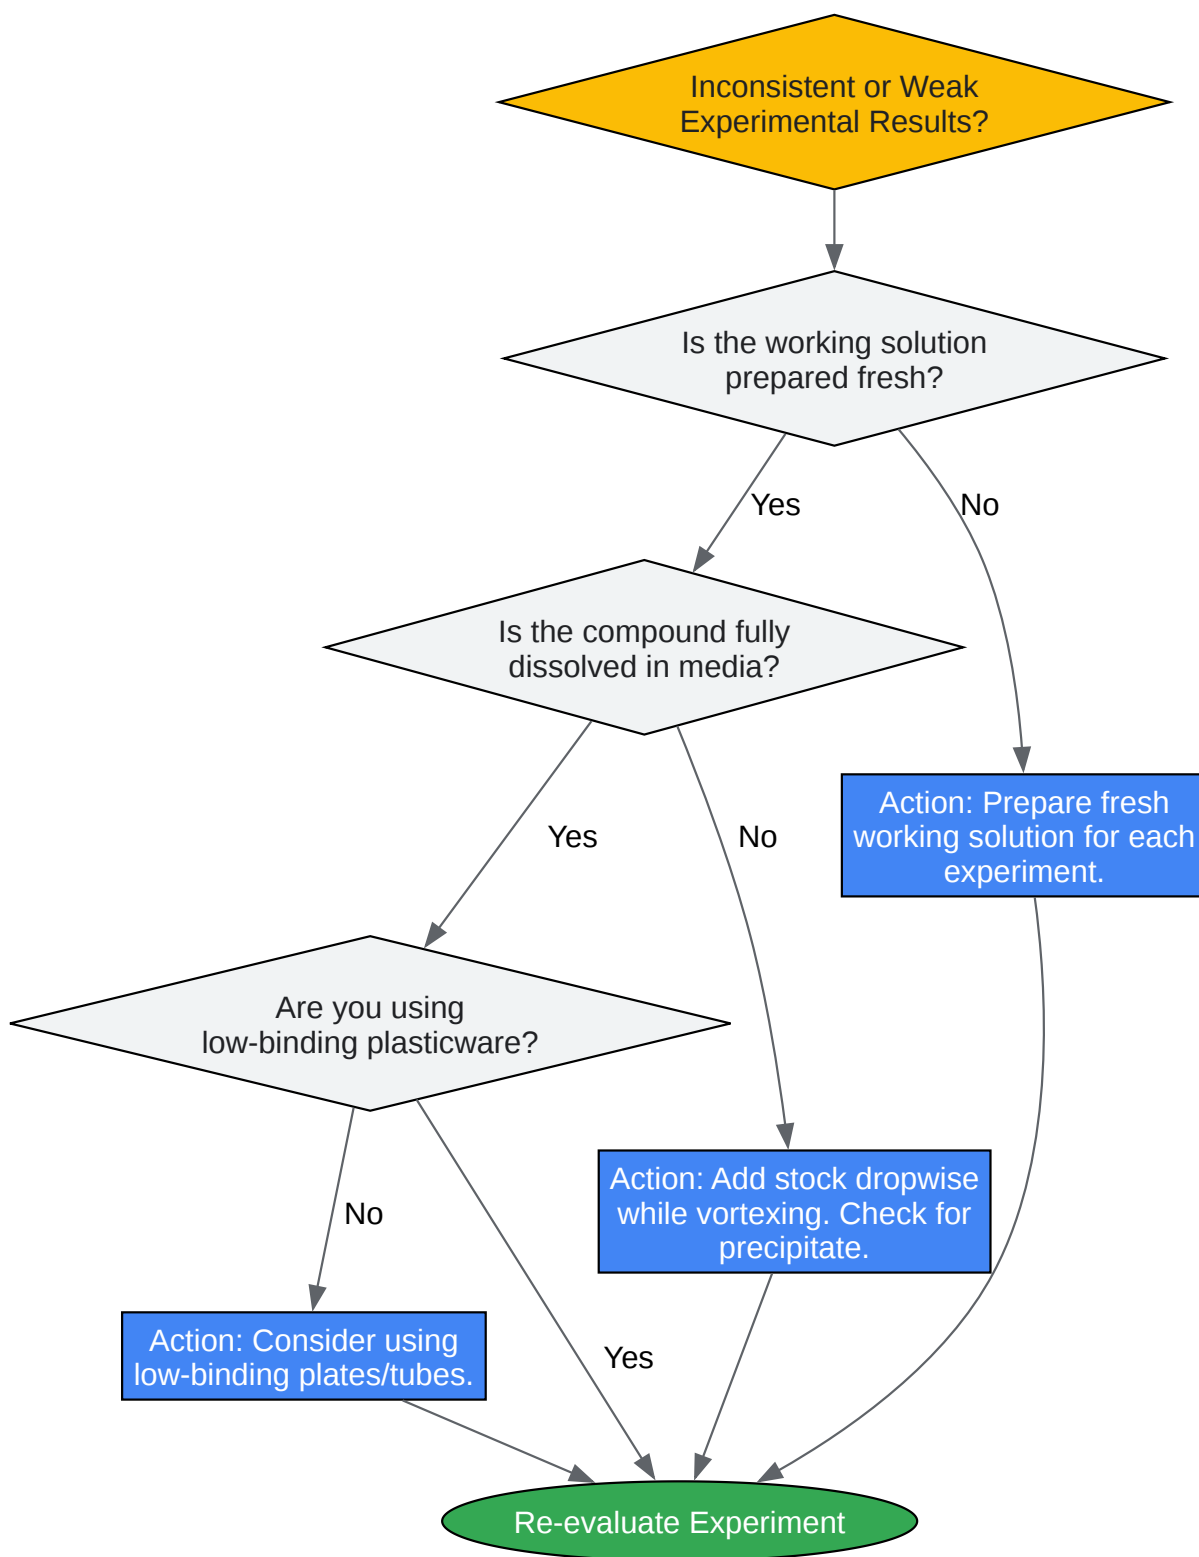 Inconsistent or Weak
Experimental Results?
Is the working solution
prepared fresh?
Yes
No
Is the compound fully
dissolved in media?
Yes
No
Action: Prepare fresh
working solution for each
experiment.
Are you using
low-binding plasticware?
No
Yes
Action: Add stock dropwise
while vortexing. Check for
precipitate.
Action: Consider using
low-binding plates/tubes.
Re-evaluate Experiment